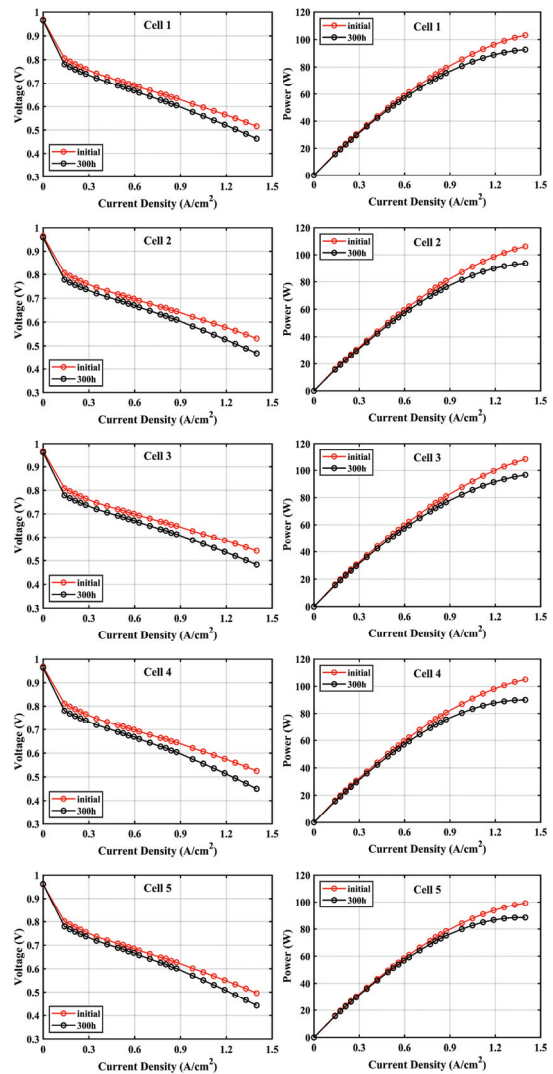 Cell 1
Voltage (V)
1
0.9
0.8
0.7
0.6
0.5
0.4
0.3
initial
300h
0 0.3 0.6 0.9 1.2 1.5
Current Density (A/cm²)
Cell 1
Power (W)
120
100
80
60
40
20
0
initial
300h
0 0.3 0.6 0.9 1.2 1.5
Current Density (A/cm²)
Cell 2
Voltage (V)
1
0.9
0.8
0.7
0.6
0.5
0.4
0.3
initial
300h
0 0.3 0.6 0.9 1.2 1.5
Current Density (A/cm²)
Cell 2
Power (W)
120
100
80
60
40
20
0
initial
300h
0 0.3 0.6 0.9 1.2 1.5
Current Density (A/cm²)
Cell 3
Voltage (V)
1
0.9
0.8
0.7
0.6
0.5
0.4
0.3
initial
300h
0 0.3 0.6 0.9 1.2 1.5
Current Density (A/cm²)
Cell 3
Power (W)
120
100
80
60
40
20
0
initial
300h
0 0.3 0.6 0.9 1.2 1.5
Current Density (A/cm²)
Cell 4
Voltage (V)
1
0.9
0.8
0.7
0.6
0.5
0.4
0.3
initial
300h
0 0.3 0.6 0.9 1.2 1.5
Current Density (A/cm²)
Cell 4
Power (W)
120
100
80
60
40
20
0
initial
300h
0 0.3 0.6 0.9 1.2 1.5
Current Density (A/cm²)
Cell 5
Voltage (V)
1
0.9
0.8
0.7
0.6
0.5
0.4
0.3
initial
300h
0 0.3 0.6 0.9 1.2 1.5
Current Density (A/cm²)
Cell 5
Power (W)
120
100
80
60
40
20
0
initial
300h
0 0.3 0.6 0.9 1.2 1.5
Current Density (A/cm²)